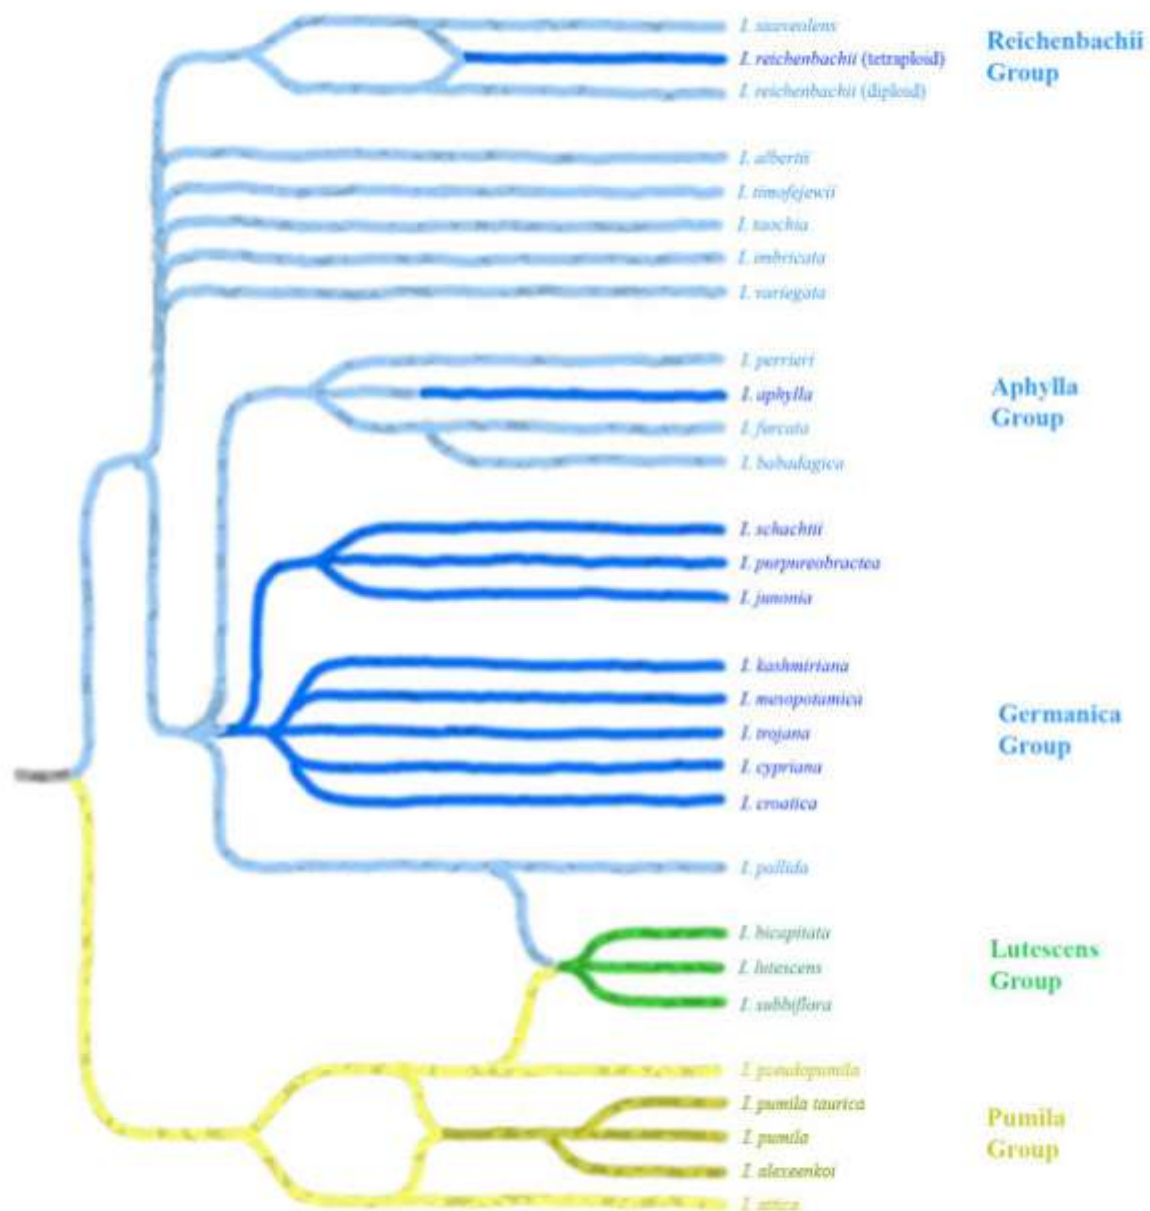 I. suaveolens
I. reichenbachii (tetraploid)
I. reichenbachii (diploid)
Reichenbachii
Group
I. albertii
I. timofejewii
I. taochia
I. imbricata
I. variegata
I. perrieri
I. aphylla
I. furcata
I. babadagica
Aphylla
Group
I. schachtii
I. purpureobractea
I. junonia
I. kashmiriana
I. mesopotamica
I. trojana
I. cypriana
I. croatica
Germanica
Group
I. pallida
I. bicapitata
I. lutescens
I. subbiflora
Lutescens
Group
I. pseudopumila
I. pumila taurica
I. pumila
I. alexeenkoi
I. attica
Pumila
Group